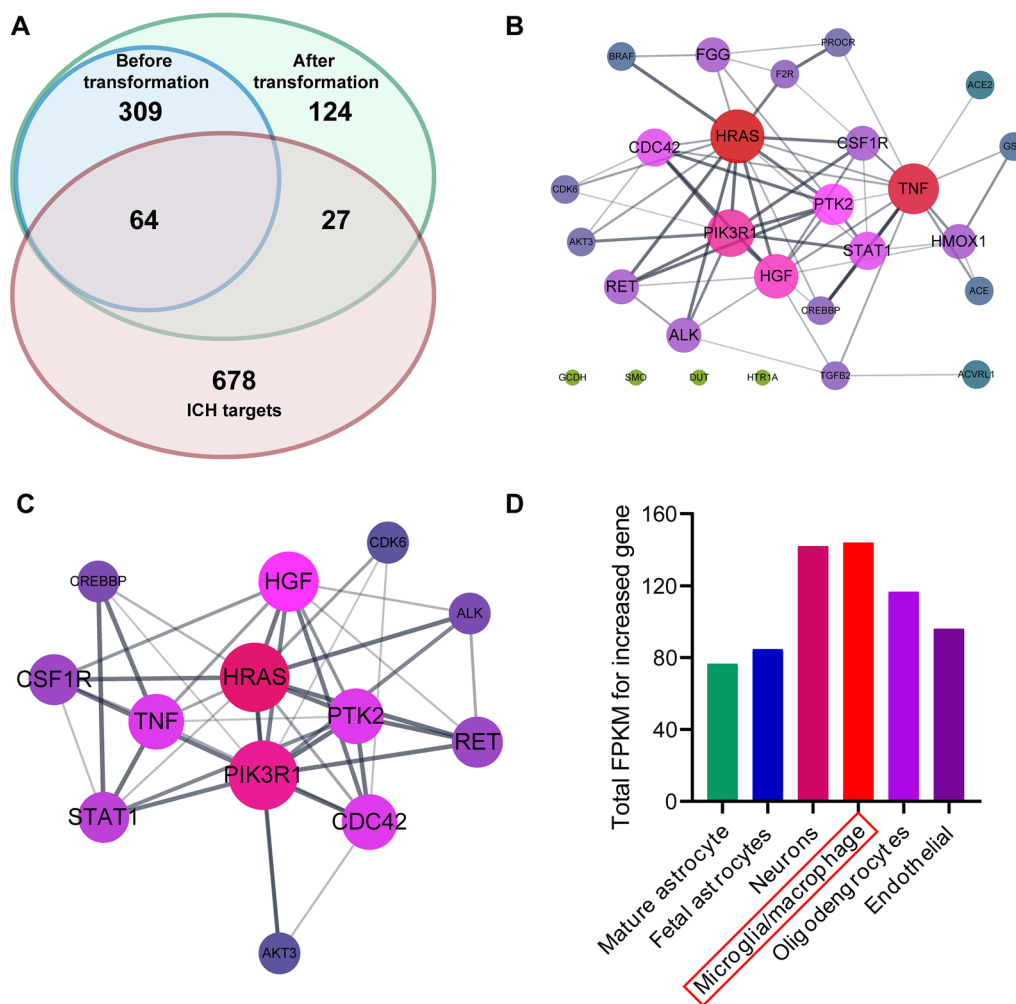 A
Before
transformation
309
After
transformation
124
64
27
678
ICH targets
B
BRAF
FGG
PROCR
F2R
ACE2
HRAS
CDC42
CSF1R
GS
TNF
CDK6
PTK2
PIK3R1
AKT3
STAT1
HMOX1
HGF
RET
ACE
CREBBP
ALK
GCDH
SMO
DUT
HTR1A
TGFB2
ACVRL1
C
CDK6
CREBBP
HGF
ALK
CSF1R
HRAS
TNF
PTK2
RET
PIK3R1
STAT1
CDC42
AKT3
D
Total FPKM for increased gene
160
120
80
40
0
Mature astrocyte
Fetal astrocytes
Neurons
Microglia/macrophage
Oligodengrocytes
Endothelial